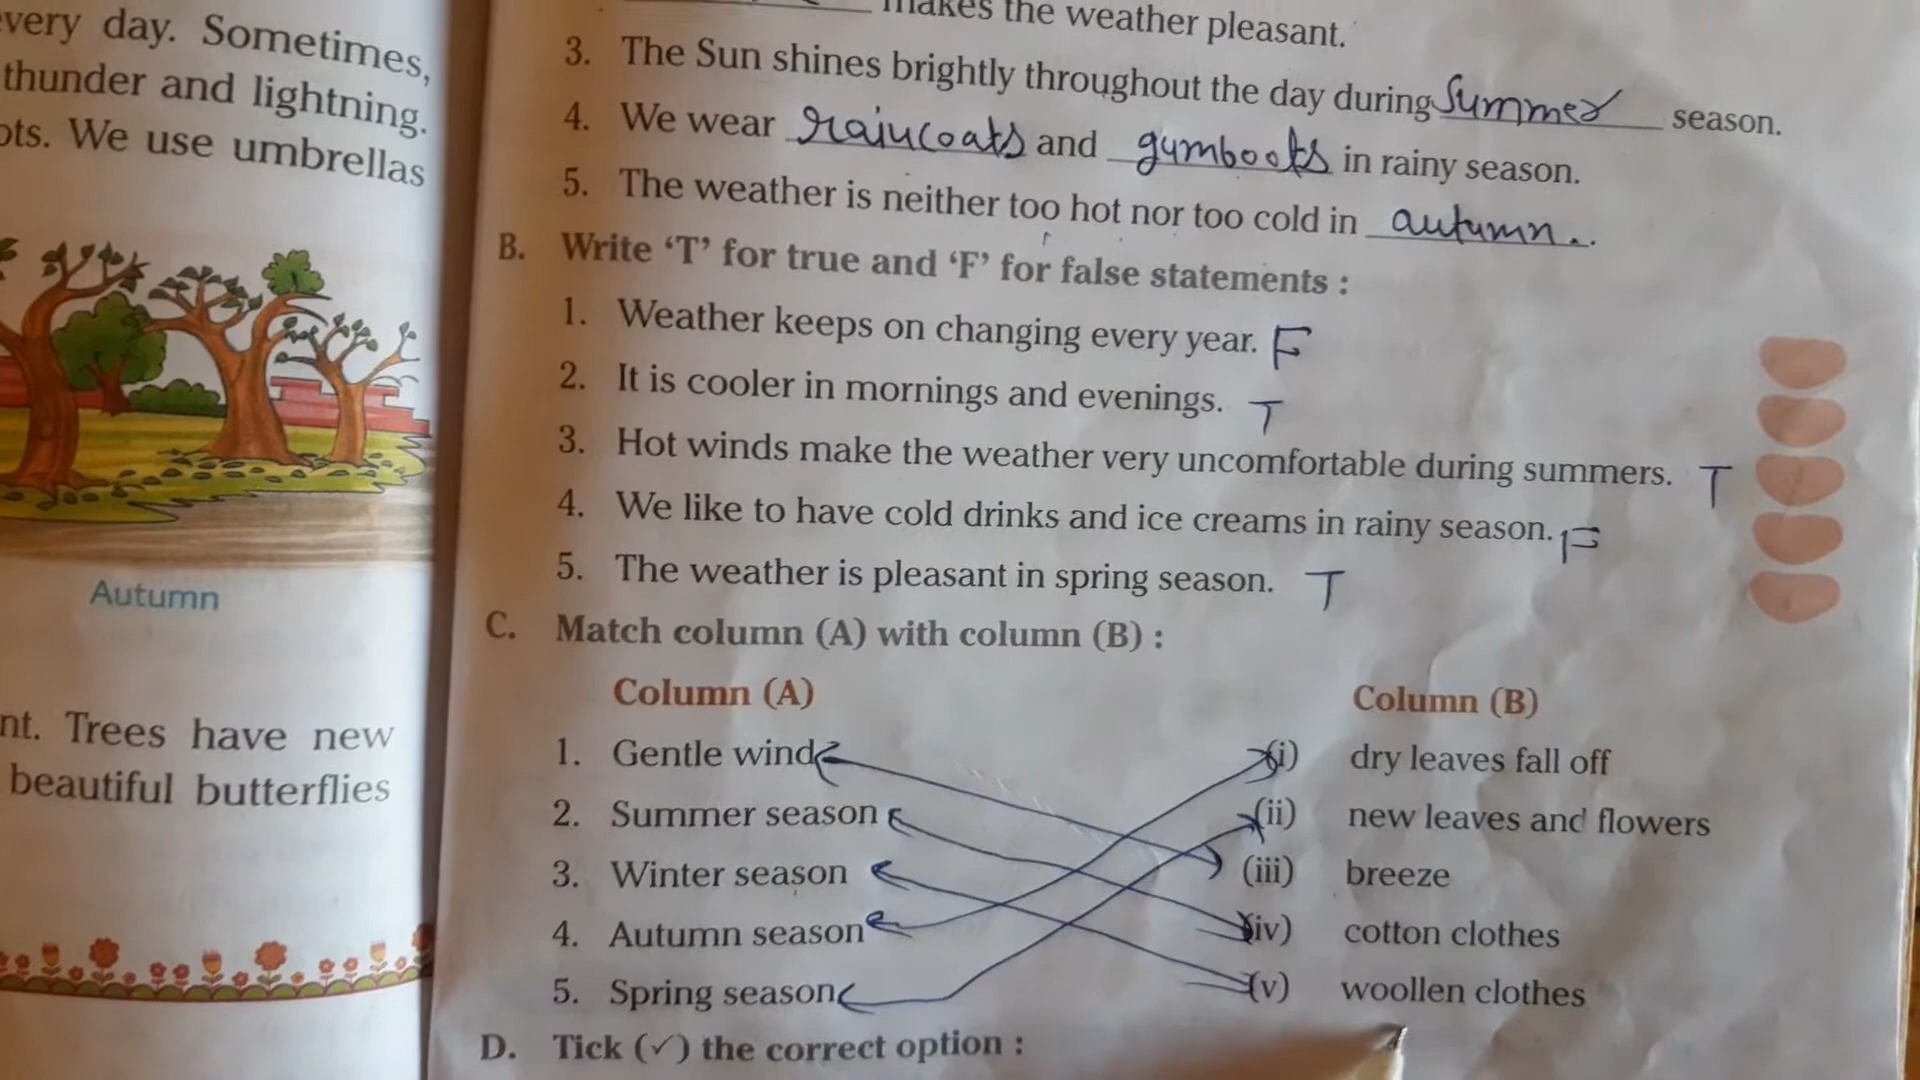 every day. Sometimes,
thunder and lightning.
We use umbrellas
Autumn
Trees have new
beautiful butterflies
makes the weather pleasant.
3. The Sun shines brightly throughout the day during summer season.
4. We wear raincoats and gumboots in rainy season.
5. The weather is neither too hot nor too cold in autumn.
B. Write ‘T’ for true and ‘F’ for false statements :
1. Weather keeps on changing every year. F
2. It is cooler in mornings and evenings. T
3. Hot winds make the weather very uncomfortable during summers. T
4. We like to have cold drinks and ice creams in rainy season. F
5. The weather is pleasant in spring season. T
C. Match column (A) with column (B) :
Column (A) Column (B)
1. Gentle wind (i) dry leaves fall off
2. Summer season (ii) new leaves and flowers
3. Winter season (iii) breeze
4. Autumn season (iv) cotton clothes
5. Spring season (v) woollen clothes
D. Tick (✓) the correct option :